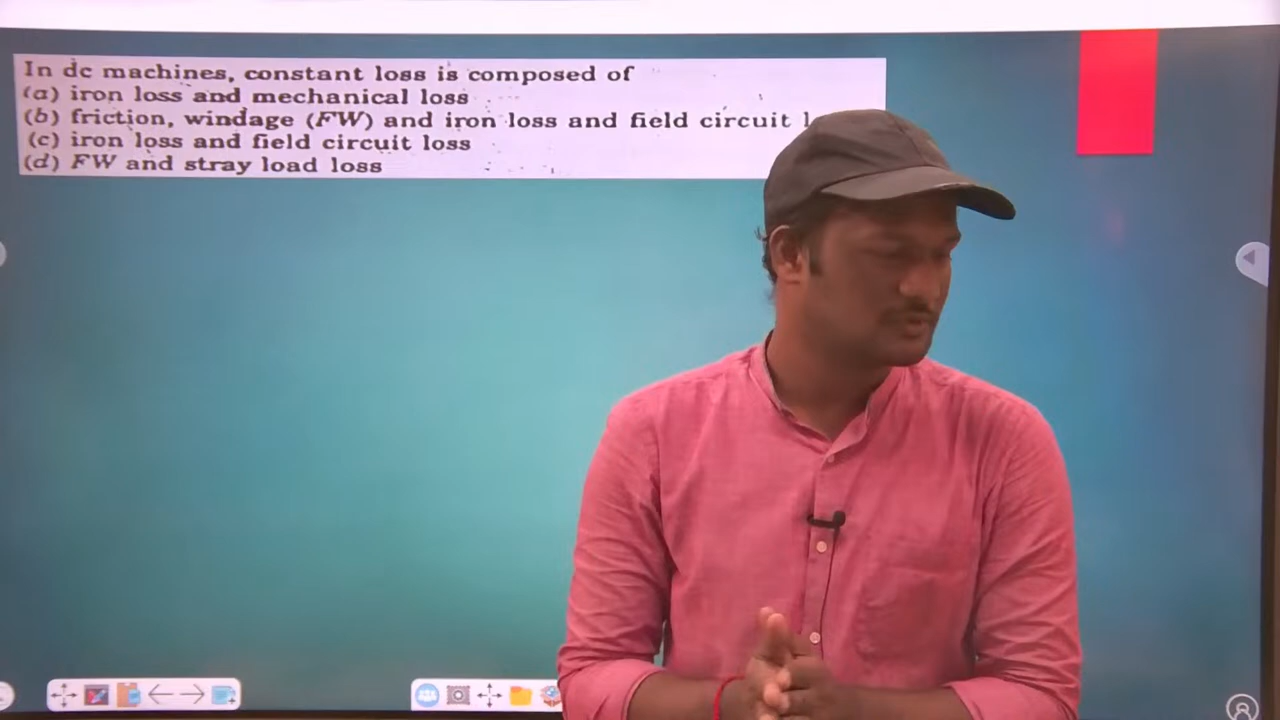 In dc machines, constant loss is composed of
(a) iron loss and mechanical loss
(b) friction, windage (FW) and iron loss and field circuit
(c) iron loss and field circuit loss
(d) FW and stray load loss